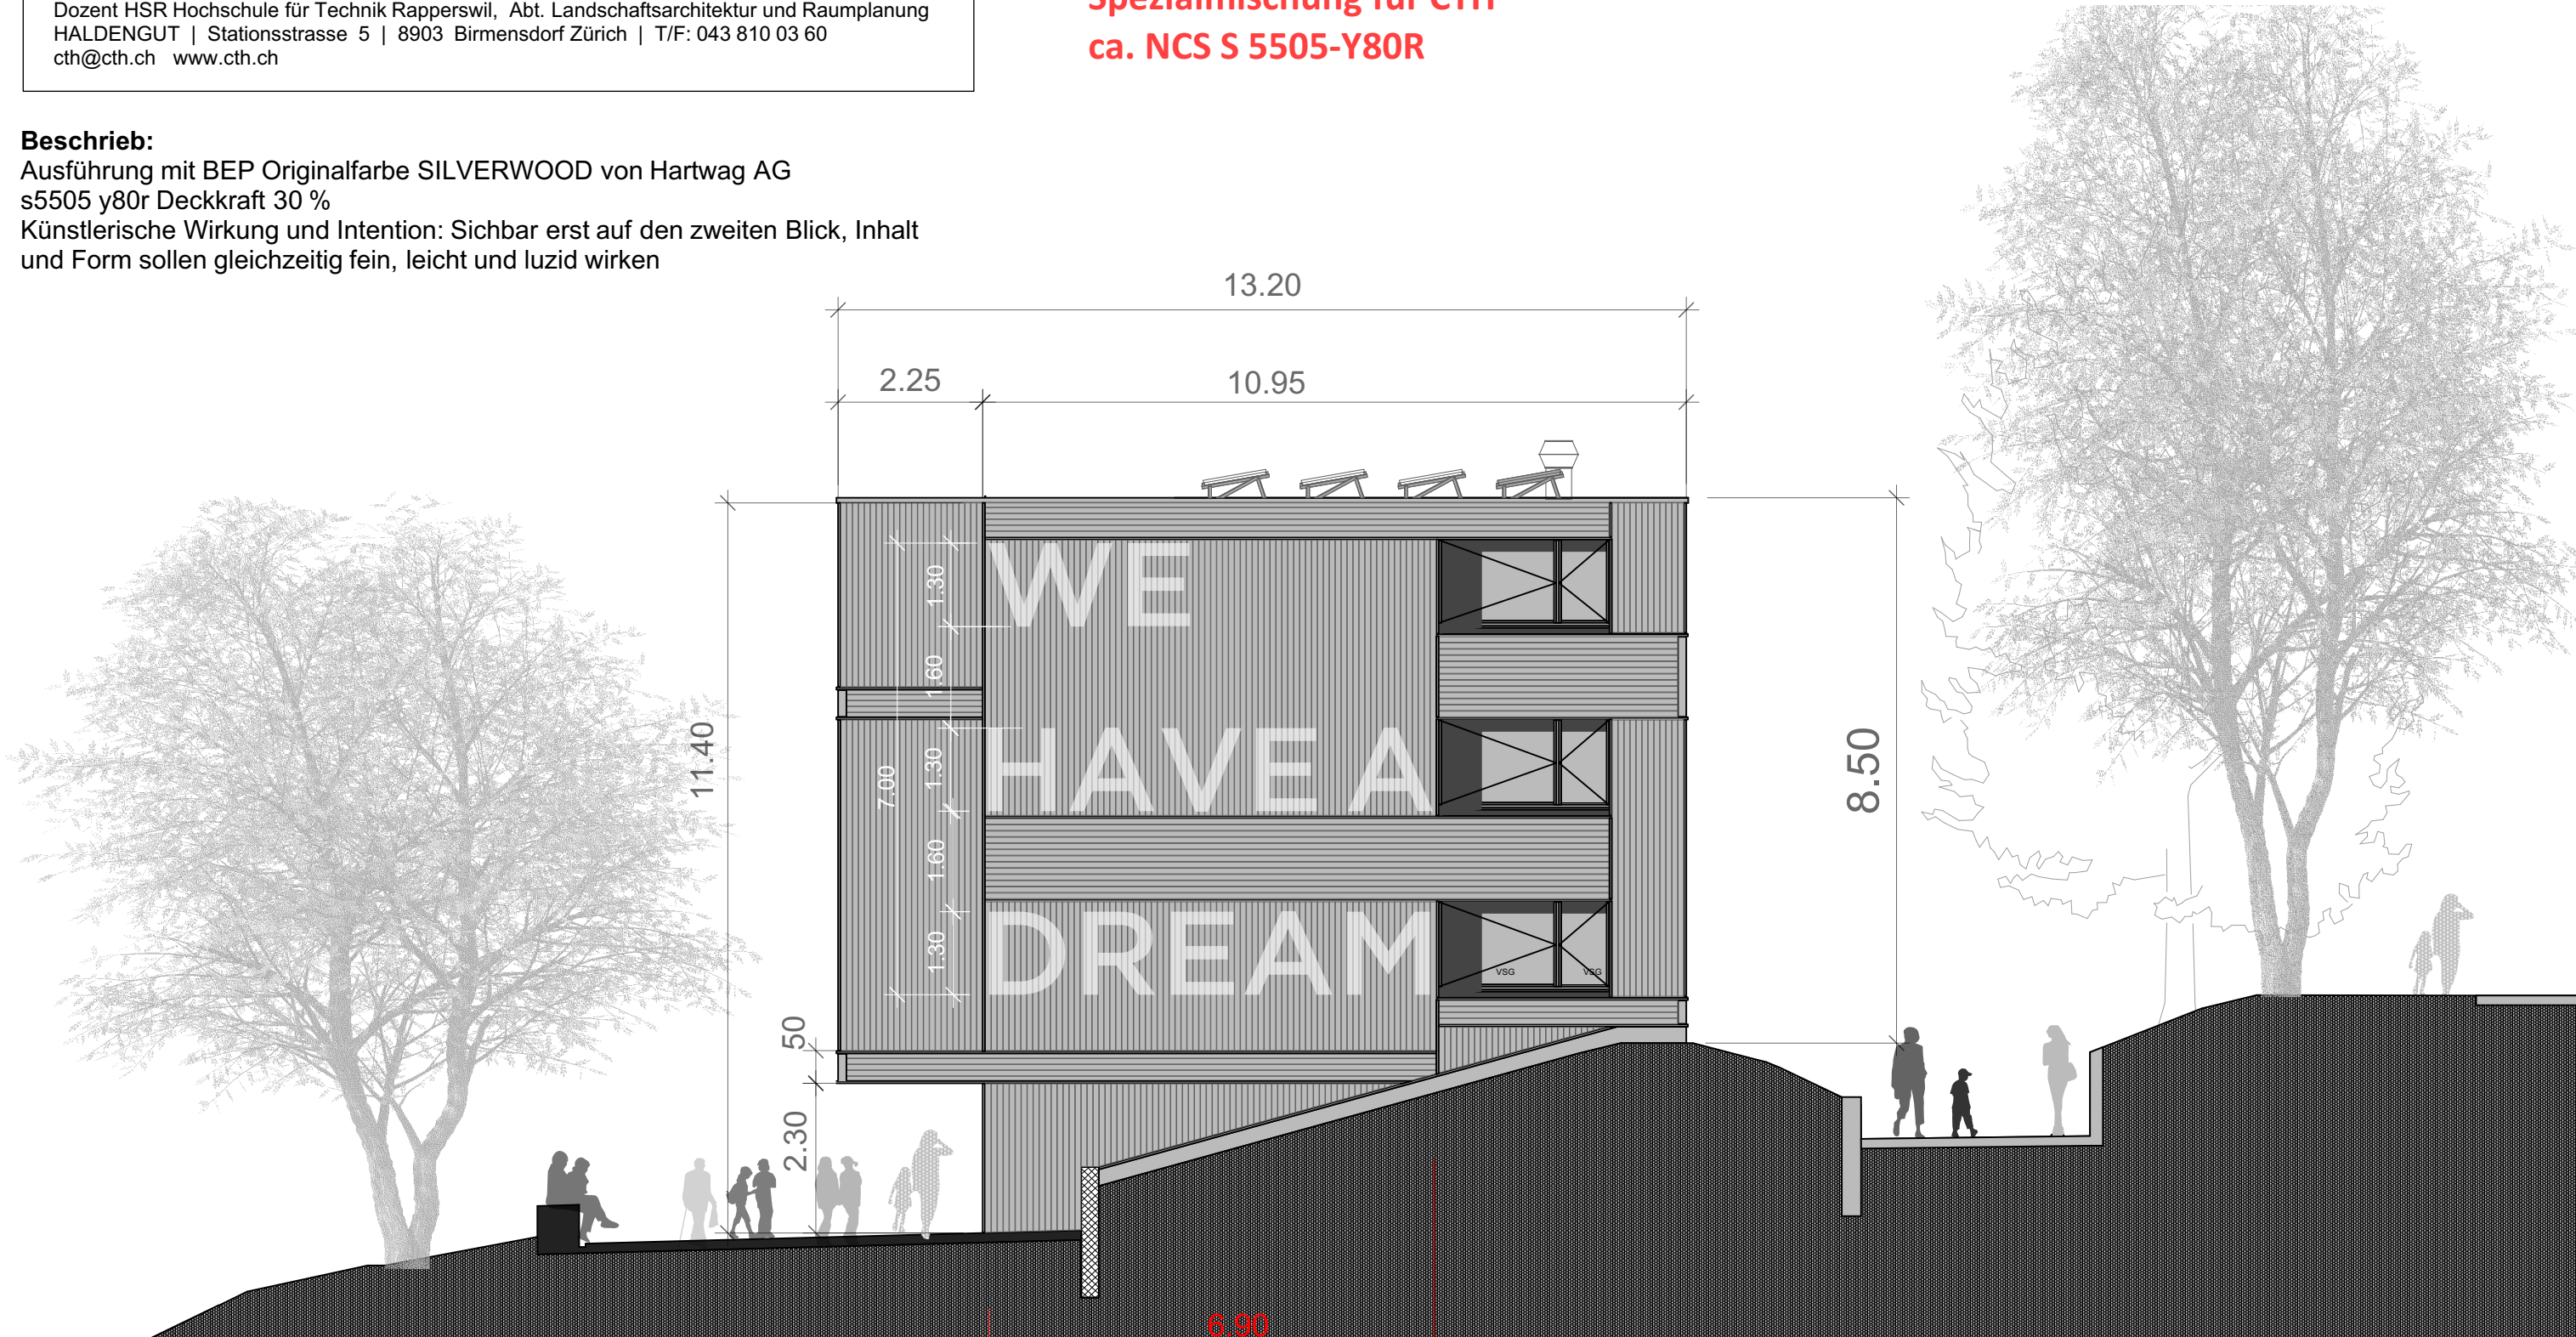 Dozent HSR Hochschule für Technik Rapperswil, Abt. Landschaftsarchitektur und Raumplanung
HALDENGUT | Stationsstrasse 5 | 8903 Birmensdorf Zürich | T/F: 043 810 03 60
cth@cth.ch www.cth.ch
Spezialmischung für CTH
ca. NCS S 5505-Y80R
Beschrieb:
Ausführung mit BEP Originalfarbe SILVERWOOD von Hartwag AG
s5505 y80r Deckkraft 30 %
Künstlerische Wirkung und Intention: Sichbar erst auf den zweiten Blick, Inhalt
und Form sollen gleichzeitig fein, leicht und luzid wirken
13.20
2.25
10.95
WE
1.30
1.60
11.40
7.00
1.30
HAVE A
8.50
1.60
1.30
DREAM
VSG
VSG
50
2.30
6.90